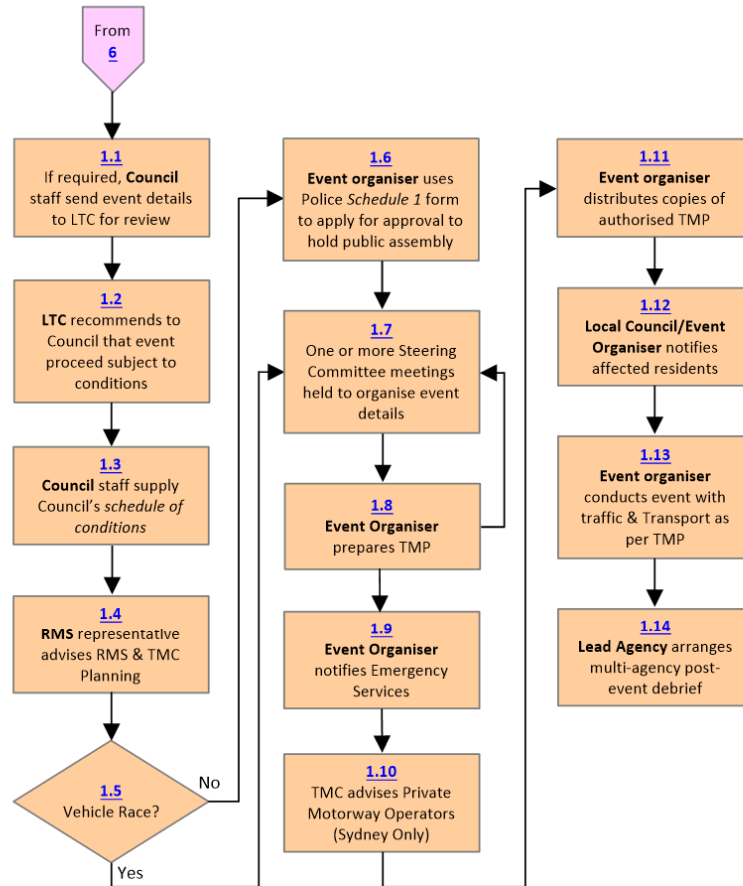 From
6
1.1
If required, Council
staff send event details
to LTC for review
1.2
LTC recommends to
Council that event
proceed subject to
conditions
1.3
Council staff supply
Council's schedule of
conditions
1.4
RMS representative
advises RMS & TMC
Planning
1.5
Vehicle Race?
No
Yes
1.6
Event organiser uses
Police Schedule 1 form
to apply for approval to
hold public assembly
1.7
One or more Steering
Committee meetings
held to organise event
details
1.8
Event Organiser
prepares TMP
1.9
Event Organiser
notifies Emergency
Services
1.10
TMC advises Private
Motorway Operators
(Sydney Only)
1.11
Event organiser
distributes copies of
authorised TMP
1.12
Local Council/Event
Organiser notifies
affected residents
1.13
Event organiser
conducts event with
traffic & Transport as
per TMP
1.14
Lead Agency arranges
multi-agency post-
event debrief